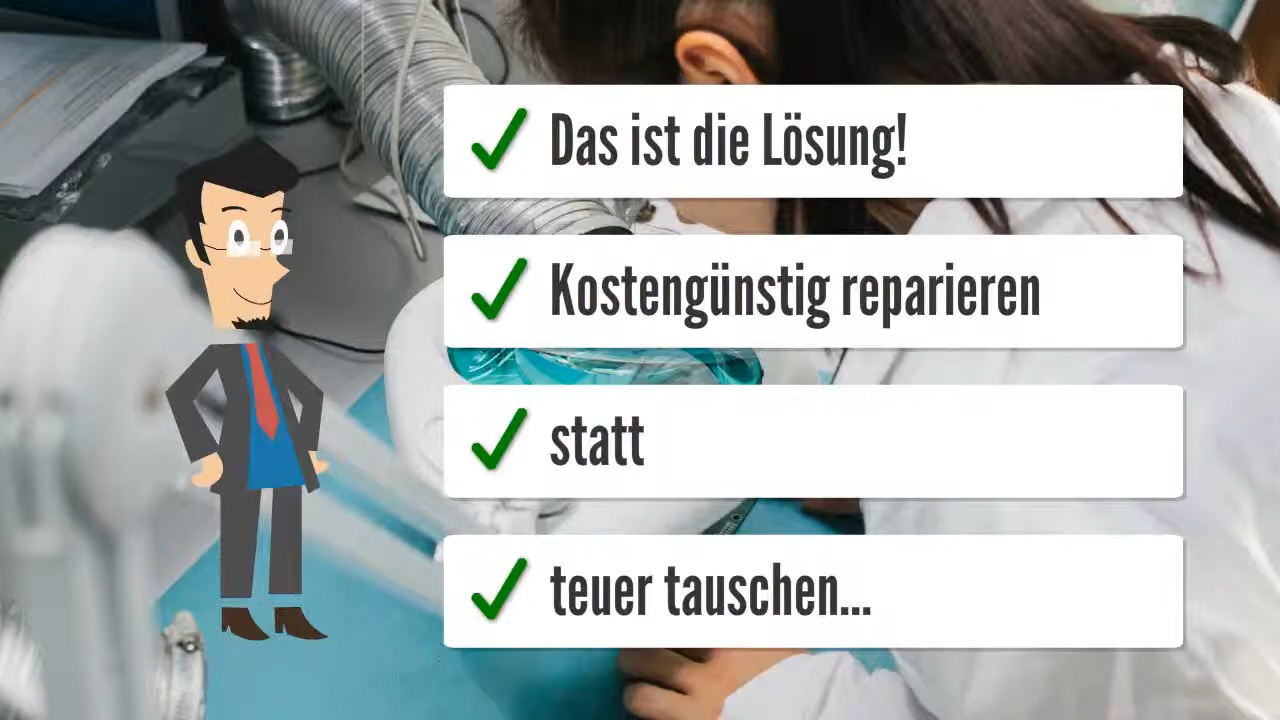 Das ist die Lösung!
Kostengünstig reparieren
statt
teuer tauschen...